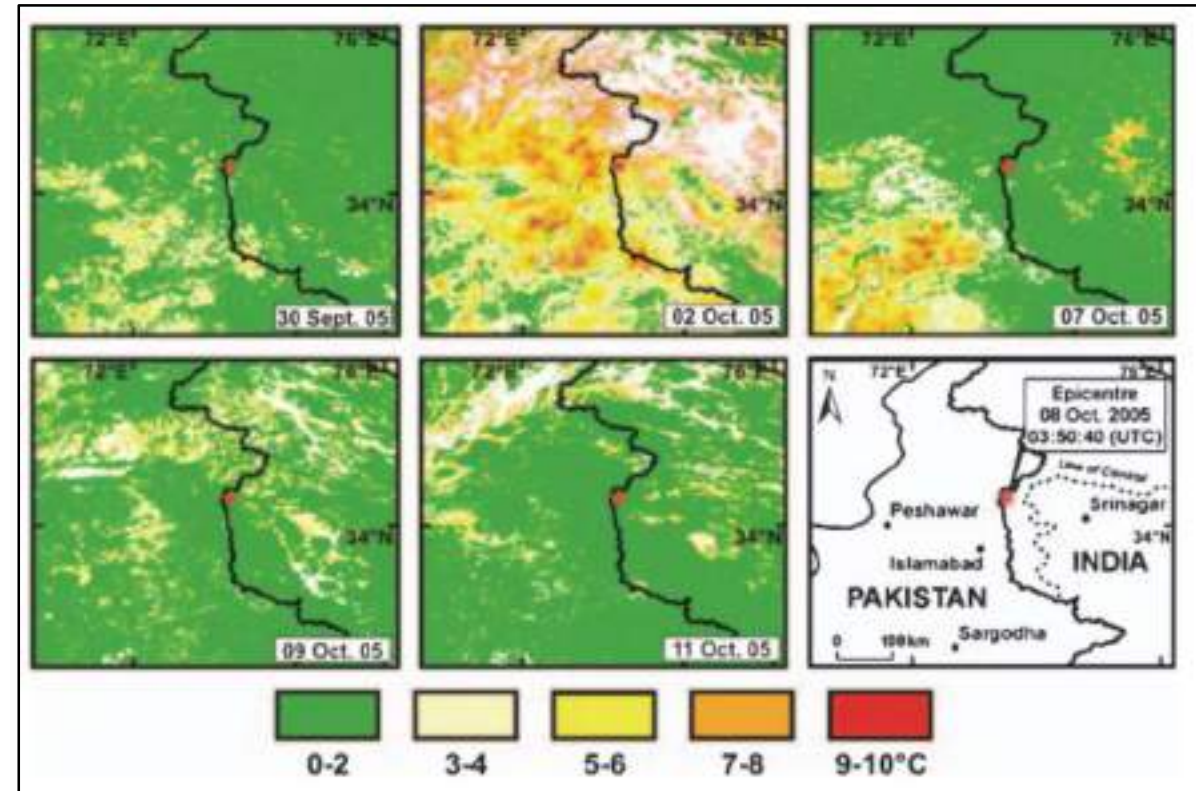 72°E 76°E
34°N
30 Sept. 05
72°E 76°E
34°N
02 Oct. 05
72°E 76°E
34°N
07 Oct. 05
72°E 76°E
34°N
09 Oct. 05
72°E 76°E
34°N
11 Oct. 05
N 72°E 76°E
Epicentre
08 Oct. 2005
03:50:40 (UTC)
Line of Control
Peshawar
Srinagar
34°N
Islamabad
INDIA
PAKISTAN
0 100km
Sargodha
0-2 3-4 5-6 7-8 9-10°C